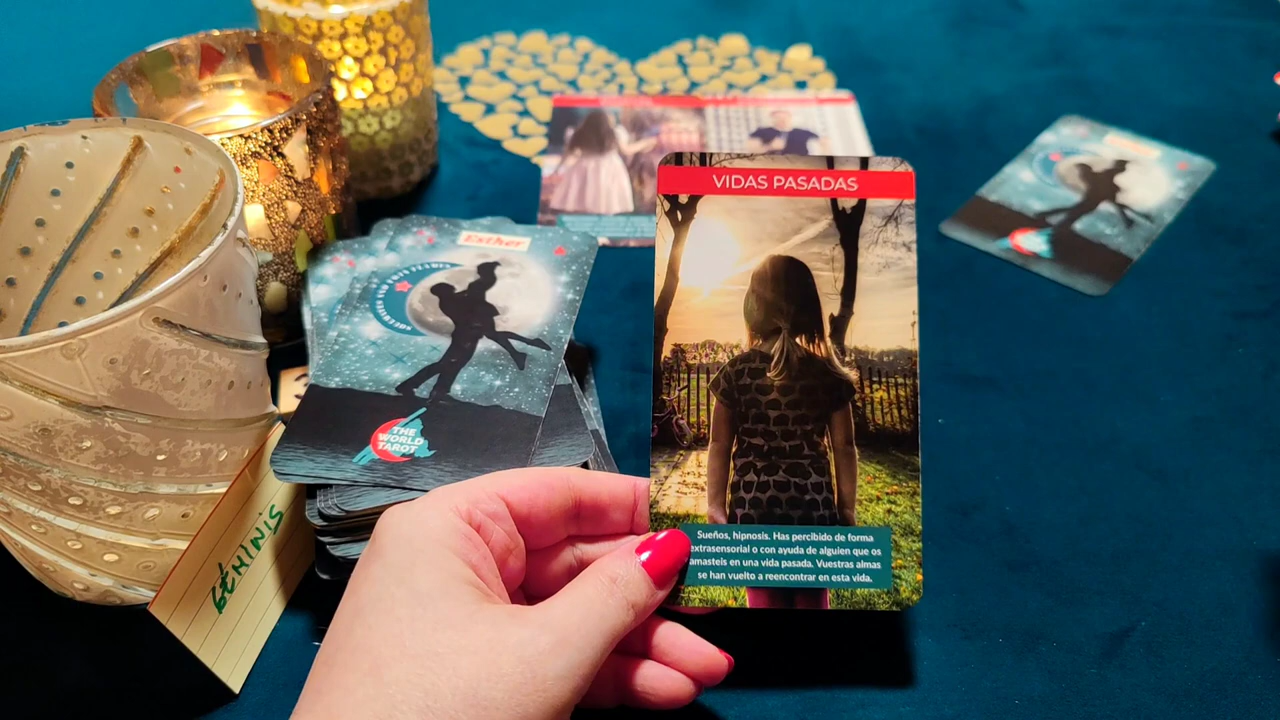 VIDAS PASADAS
Sueños, hipnosis. Has percibido de forma
extrasensorial o con ayuda de alguien que os
amasteis en una vida pasada. Vuestras almas
se han vuelto a reencontrar en esta vida.
Esther
THE
WORLD
TAROT